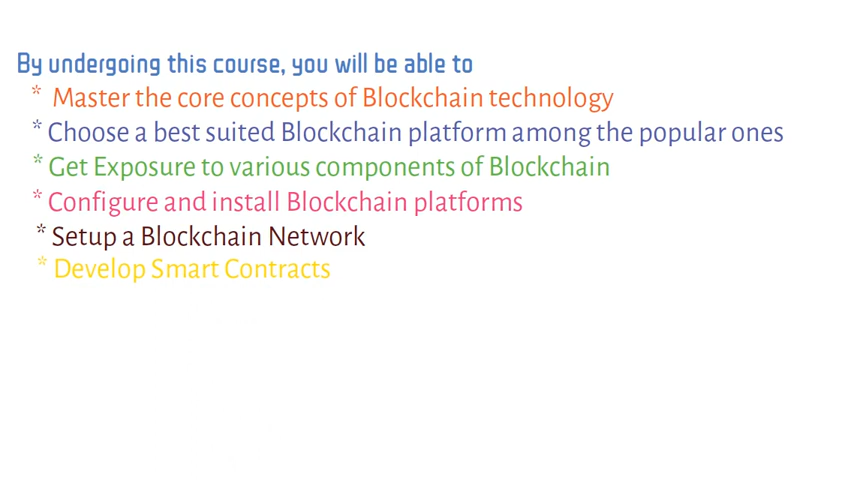 By undergoing this course, you will be able to
* Master the core concepts of Blockchain technology
* Choose a best suited Blockchain platform among the popular ones
* Get Exposure to various components of Blockchain
* Configure and install Blockchain platforms
* Setup a Blockchain Network
* Develop Smart Contracts